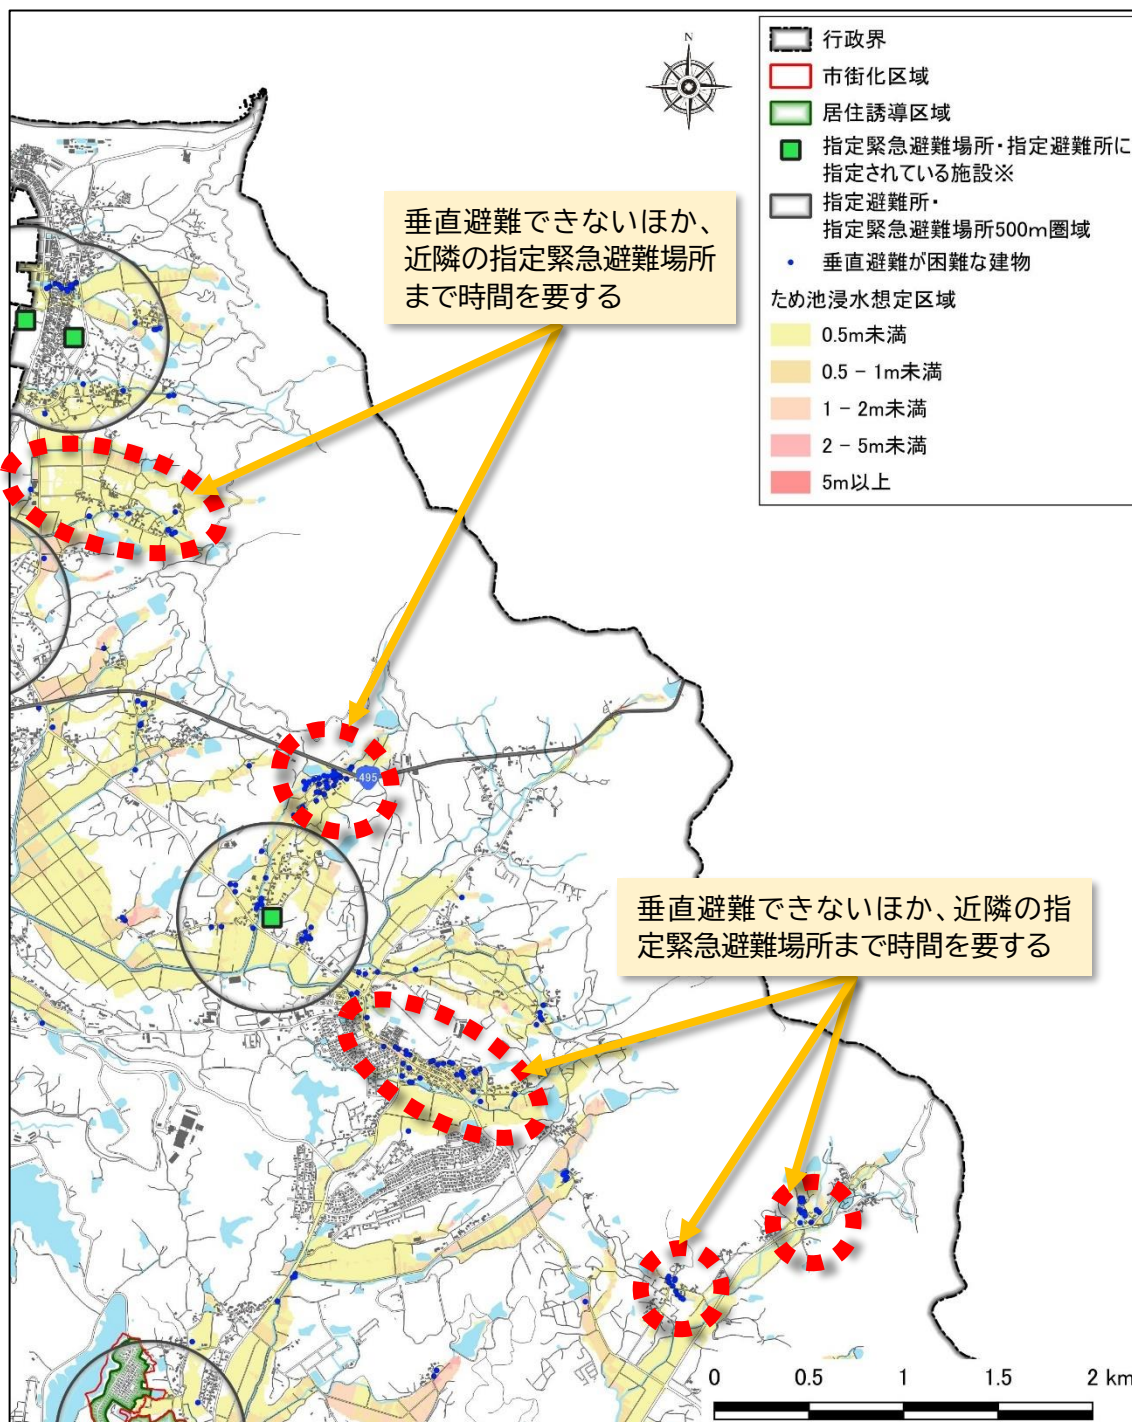 N
行政界
市街化区域
居住誘導区域
指定緊急避難場所・指定避難所に
指定されている施設※
指定避難所・
指定緊急避難場所500m圏域
垂直避難が困難な建物
ため池浸水想定区域
0.5m未満
0.5 - 1m未満
1 - 2m未満
2 - 5m未満
5m以上
垂直避難できないほか、
近隣の指定緊急避難場所
まで時間を要する
495
垂直避難できないほか、近隣の指
定緊急避難場所まで時間を要する
0 0.5 1 1.5 2 km